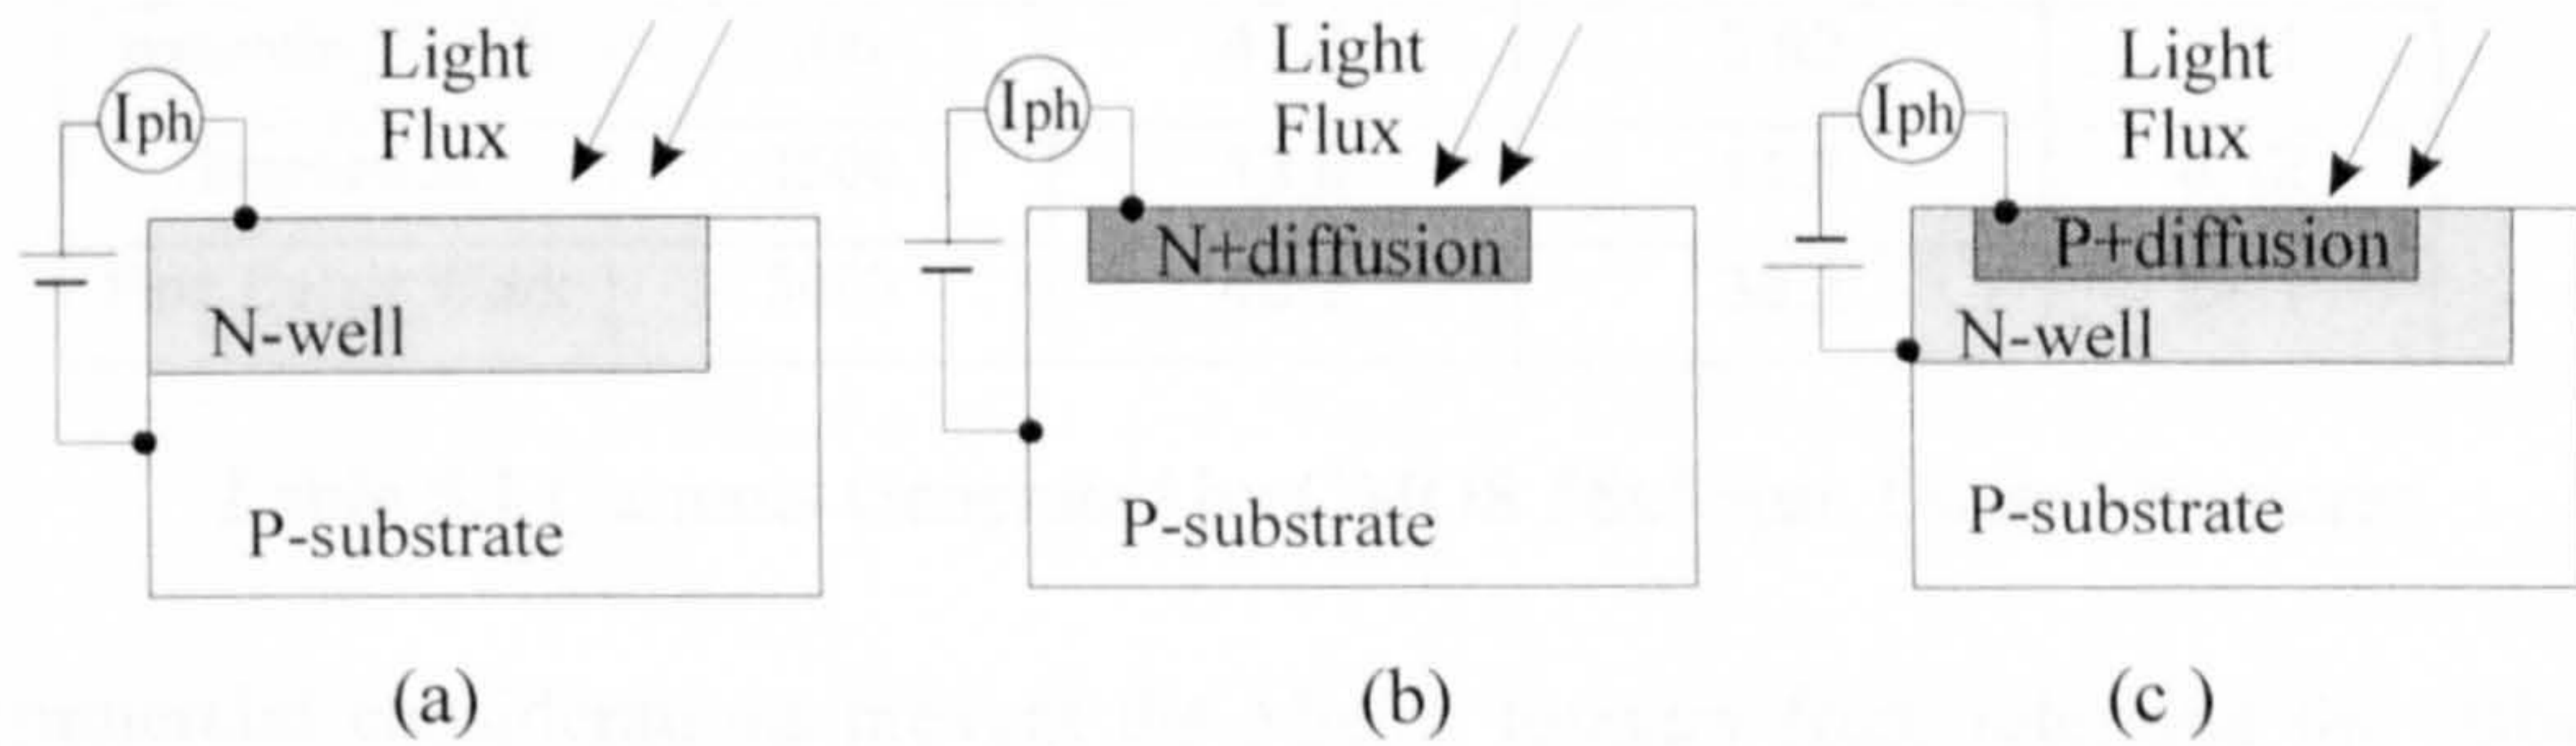 Light
Flux
Iph
N-well
P-substrate
(a)
Light
Flux
Iph
N+diffusion
P-substrate
(b)
Light
Flux
Iph
P+diffusion
N-well
P-substrate
(c )